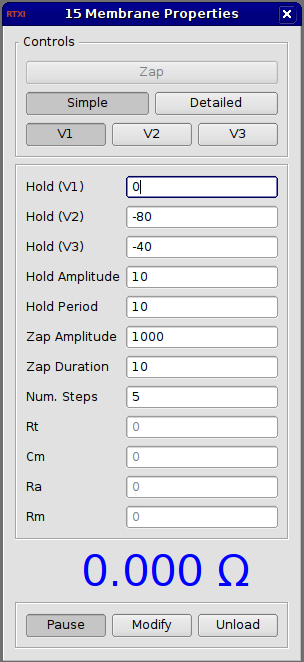 RTXI 15 Membrane Properties
Controls
Zap
Simple Detailed
V1 V2 V3
Hold (V1) 0
Hold (V2) -80
Hold (V3) -40
Hold Amplitude 10
Hold Period 10
Zap Amplitude 1000
Zap Duration 10
Num. Steps 5
Rt 0
Cm 0
Ra 0
Rm 0
0.000 Ω
Pause Modify Unload